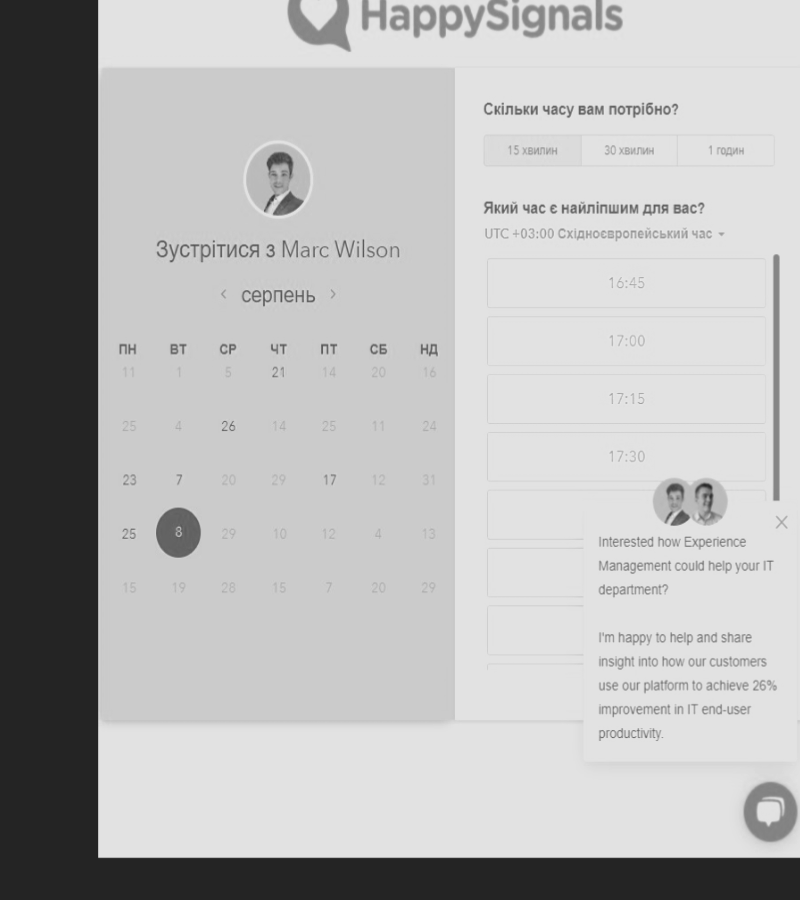 HappySignals
Зустрітися з Marc Wilson
серпень
ПН ВТ СР ЧТ ПТ СБ НД
11 1 5 21 14 20 16
25 4 26 14 25 11 24
23 7 20 29 17 12 31
25 8 29 10 12 4 13
15 19 28 15 7 20 29
Скільки часу вам потрібно?
15 хвилин 30 хвилин 1 годин
Який час є найліпшим для вас?
UTC +03:00 Східноєвропейський час
16:45
17:00
17:15
17:30
Interested how Experience
Management could help your IT
department?
I'm happy to help and share
insight into how our customers
use our platform to achieve 26%
improvement in IT end-user
productivity.